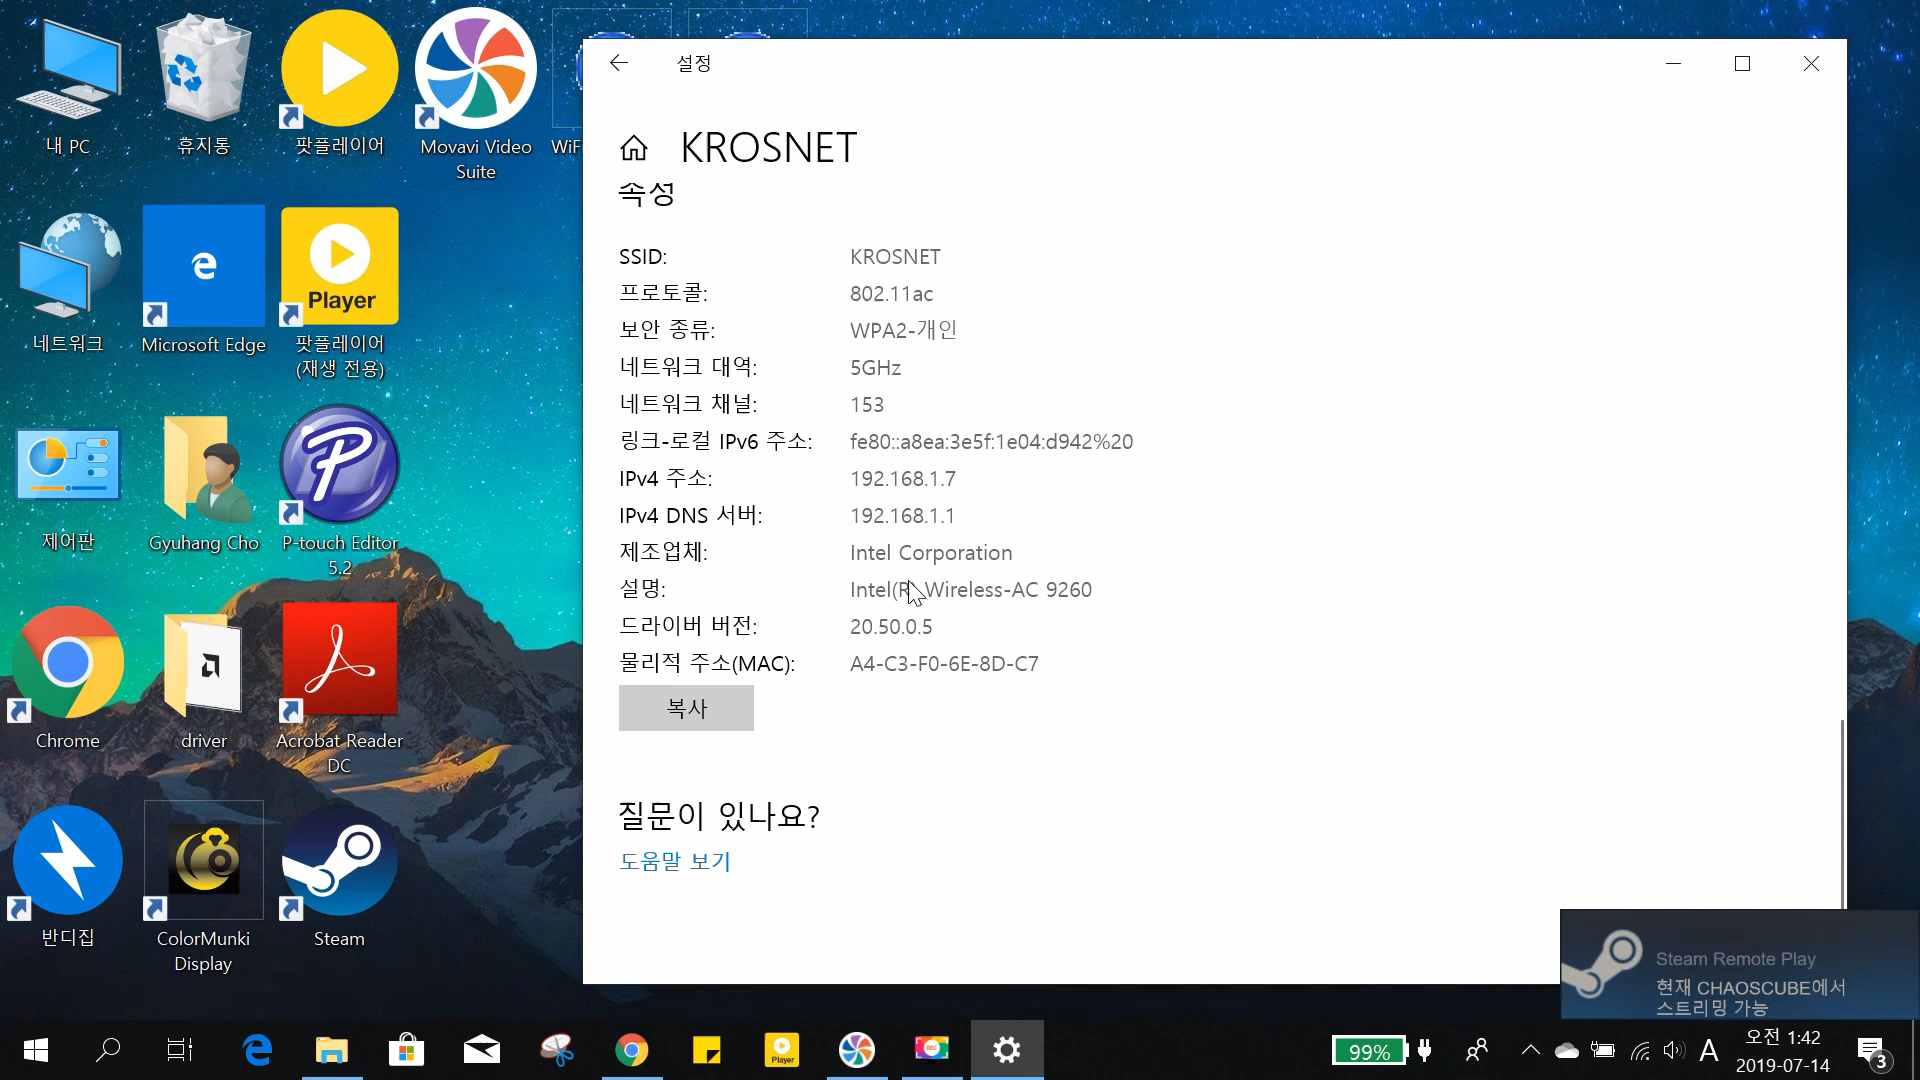 내 PC
휴지통
팟플레이어
Movavi Video
Suite
WiF
네트워크
Microsoft Edge
Player
팟플레이어
(재생 전용)
제어판
Gyuhang Cho
P-touch Editor
5.2
Chrome
driver
Acrobat Reader
DC
반디집
ColorMunki
Display
Steam
설정
KROSNET
속성
SSID: KROSNET
프로토콜: 802.11ac
보안 종류: WPA2-개인
네트워크 대역: 5GHz
네트워크 채널: 153
링크-로컬 IPv6 주소: fe80::a8ea:3e5f:1e04:d942%20
IPv4 주소: 192.168.1.7
IPv4 DNS 서버: 192.168.1.1
제조업체: Intel Corporation
설명: Intel(R) Wireless-AC 9260
드라이버 버전: 20.50.0.5
물리적 주소(MAC): A4-C3-F0-6E-8D-C7
복사
질문이 있나요?
도움말 보기
Steam Remote Play
현재 CHAOSCUBE에서
스트리밍 가능
Player
REC
99%
A
오전 1:42
2019-07-14
3